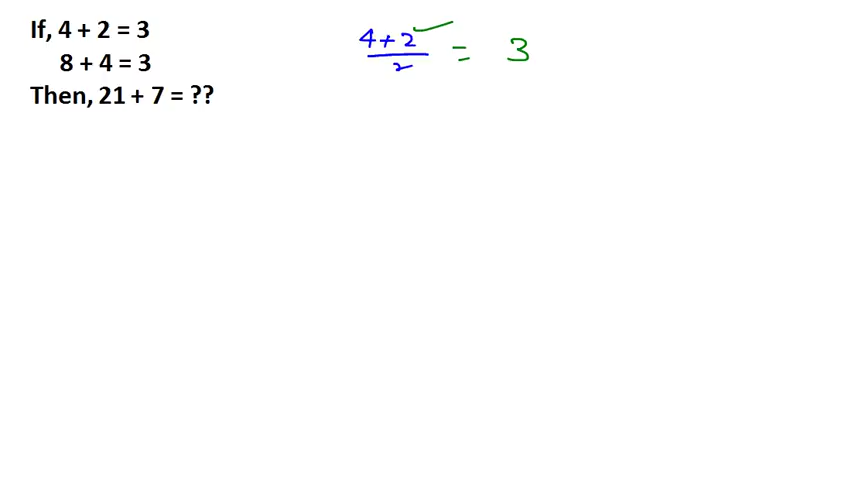 If, 4 + 2 = 3
8 + 4 = 3
Then, 21 + 7 = ??
4+2
2
= 3